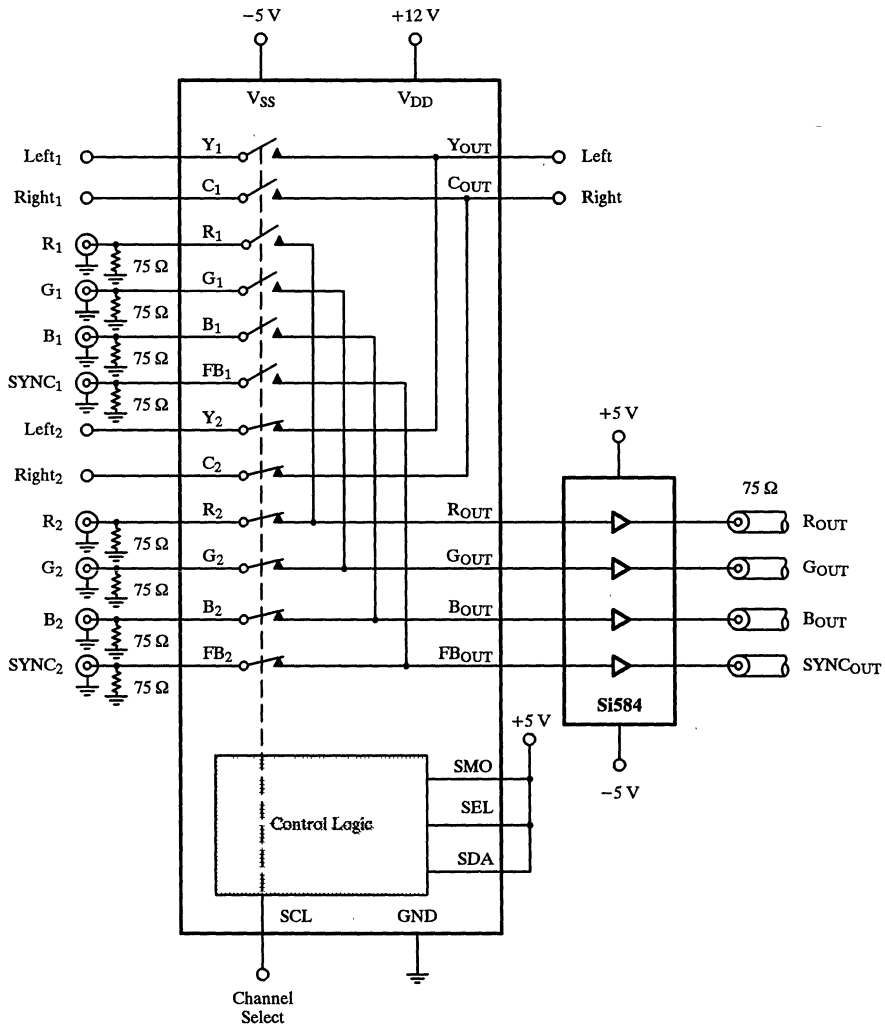 −5 V
+12 V
VSS
VDD
Left1
Y1
YOUT
Left
Right1
C1
COUT
Right
R1
R1
75 Ω
G1
G1
75 Ω
B1
B1
75 Ω
SYNC1
FB1
75 Ω
Left2
Y2
+5 V
Right2
C2
75 Ω
R2
R2
ROUT
ROUT
75 Ω
G2
G2
GOUT
GOUT
75 Ω
B2
B2
BOUT
BOUT
75 Ω
SYNC2
FB2
FBOUT
SYNCOUT
75 Ω
Si584
+5 V
−5 V
SMO
SEL
Control Logic
SDA
SCL
GND
Channel
Select